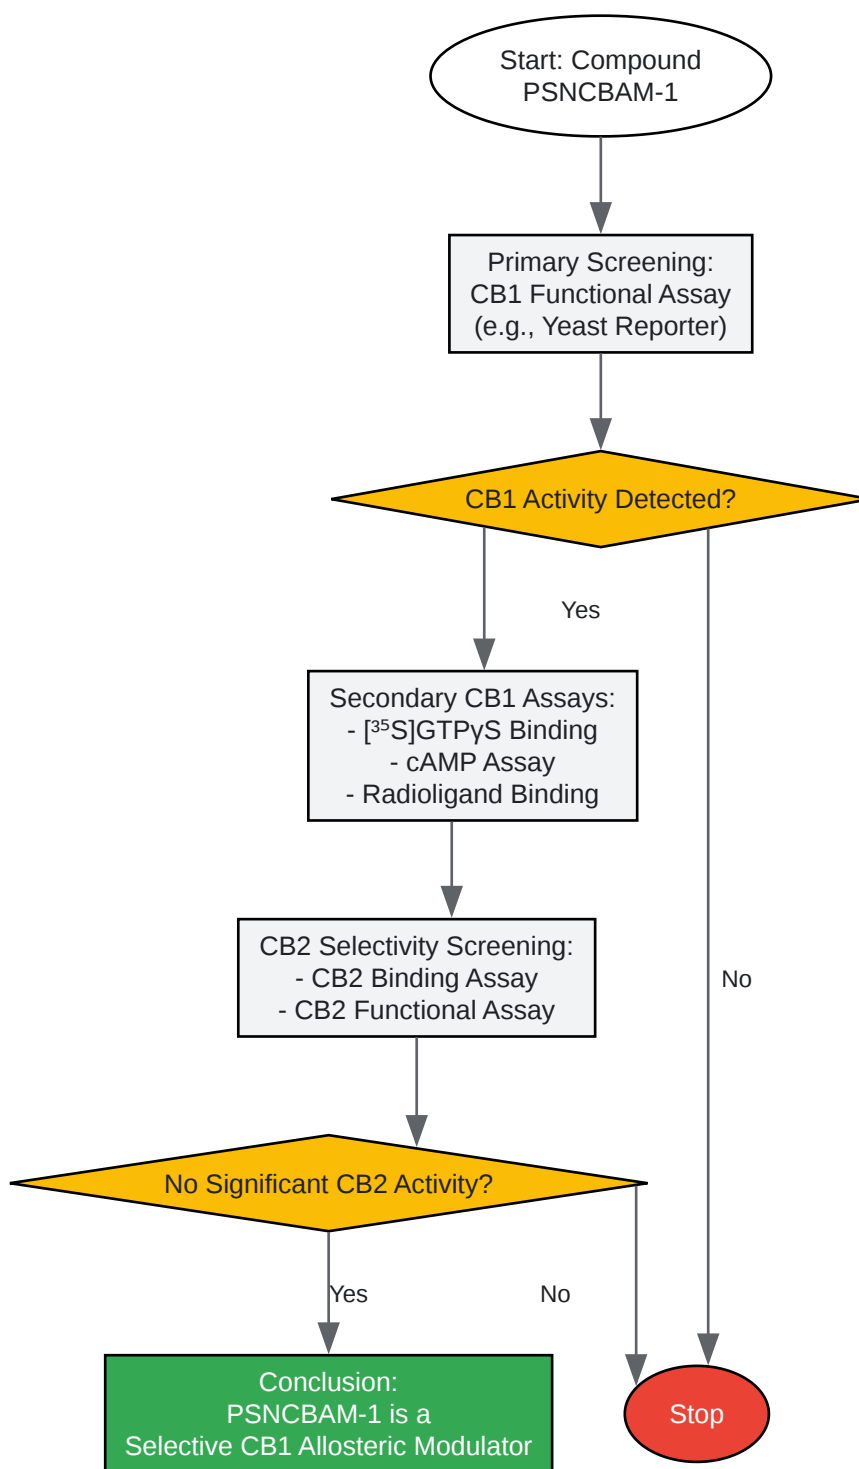 Start: Compound
PSNCBAM-1
Primary Screening:
CB1 Functional Assay
(e.g., Yeast Reporter)
CB1 Activity Detected?
Yes
Secondary CB1 Assays:
- [³⁵S]GTPγS Binding
- cAMP Assay
- Radioligand Binding
CB2 Selectivity Screening:
- CB2 Binding Assay
- CB2 Functional Assay
No
No Significant CB2 Activity?
Yes
No
Conclusion:
PSNCBAM-1 is a
Selective CB1 Allosteric Modulator
Stop